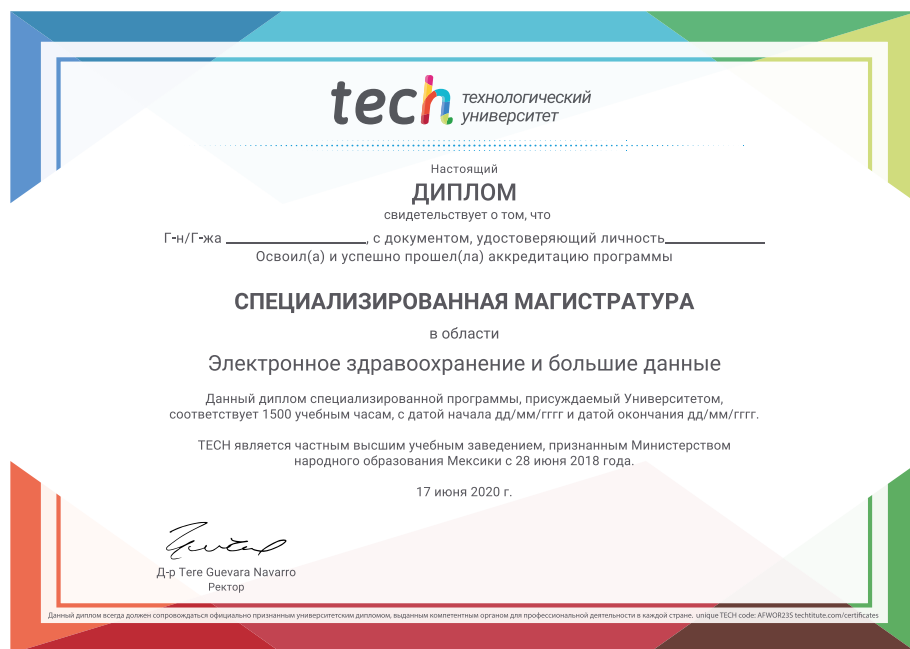 tech технологический
университет
Настоящий
ДИПЛОМ
свидетельствует о том, что
Г-н/Г-жа , с документом, удостоверяющий личность
Освоил(а) и успешно прошел(ла) аккредитацию программы
СПЕЦИАЛИЗИРОВАННАЯ МАГИСТРАТУРА
в области
Электронное здравоохранение и большие данные
Данный диплом специализированной программы, присуждаемый Университетом,
соответствует 1500 учебным часам, с датой начала дд/мм/гггг и датой окончания дд/мм/гггг.
TECH является частным высшим учебным заведением, признанным Министерством
народного образования Мексики с 28 июня 2018 года.
17 июня 2020 г.
Д-р Tere Guevara Navarro
Ректор
Данный диплом всегда должен сопровождаться официально признанным университетским дипломом, выданным компетентным органом для профессиональной деятельности в каждой стране. unique TECH code: AFWOR23S techtitute.com/certificates